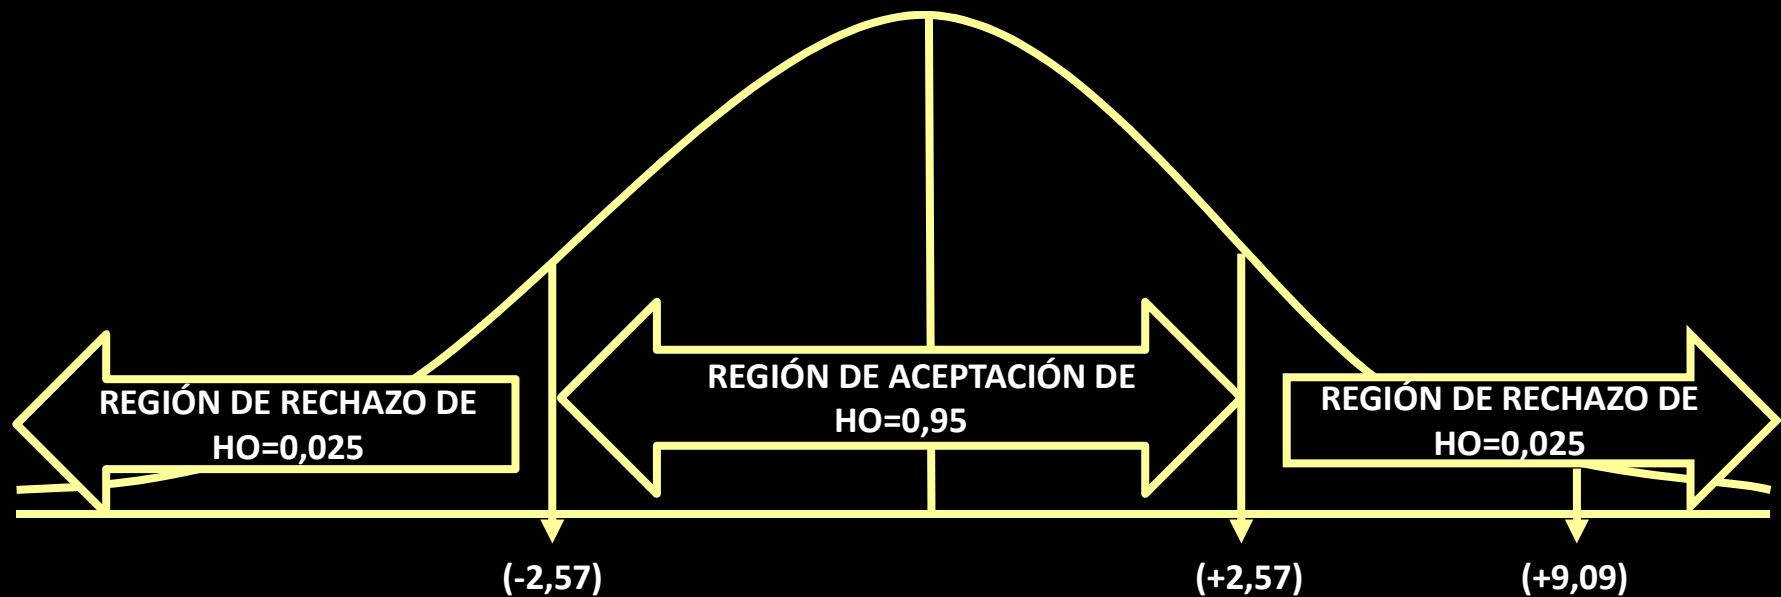 REGIÓN DE RECHAZO DE
HO=0,025
REGIÓN DE ACEPTACIÓN DE
HO=0,95
REGIÓN DE RECHAZO DE
HO=0,025
(-2,57)
(+2,57)
(+9,09)